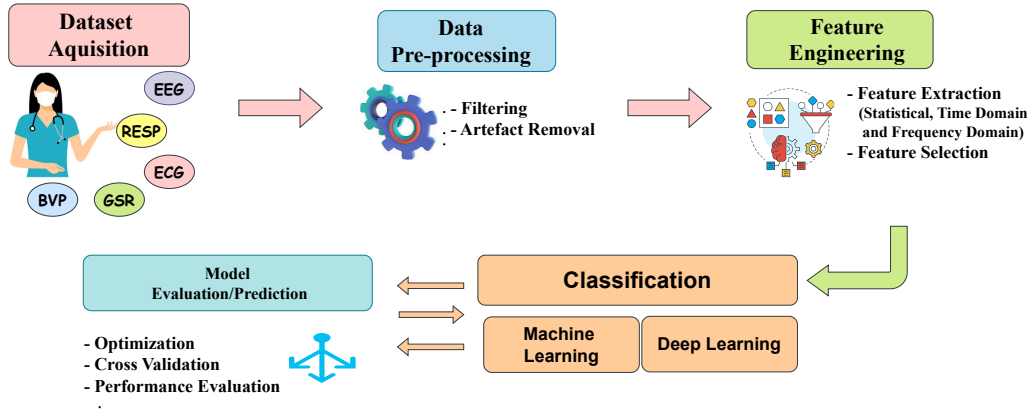 Dataset
Aquisition
EEG
RESP
ECG
GSR
BVP
Data
Pre-processing
- Filtering
- Artefact Removal
.
Feature
Engineering
- Feature Extraction
(Statistical, Time Domain
and Frequency Domain)
- Feature Selection
Classification
Machine
Learning
Deep Learning
Model
Evaluation/Prediction
- Optimization
- Cross Validation
- Performance Evaluation
.